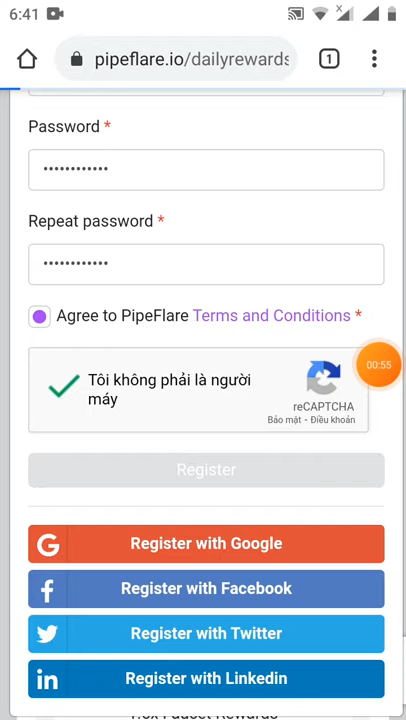 6:41
pipeflare.io/dailyrewards
1
Password *
••••••••••••
Repeat password *
••••••••••••
Agree to PipeFlare Terms and Conditions *
00:55
Tôi không phải là người
máy
reCAPTCHA
Bảo mật - Điều khoản
Register
Register with Google
Register with Facebook
Register with Twitter
Register with Linkedin
Faucet Rewards